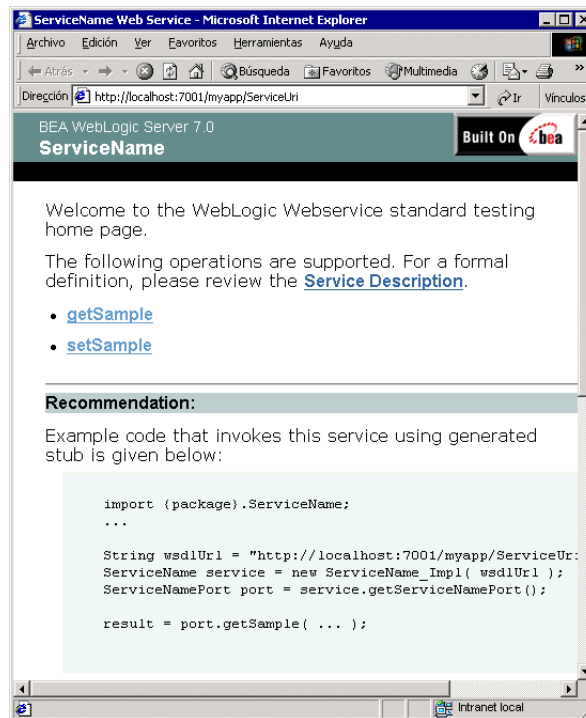 ServiceName Web Service - Microsoft Internet Explorer
Archivo Edición Ver Favoritos Herramientas Ayuda
Atrás Búsqueda Favoritos Multimedia »
Dirección http://localhost:7001/myapp/ServiceUri Ir Vínculos
BEA WebLogic Server 7.0
ServiceName
Built On bea
Welcome to the WebLogic Webservice standard testing
home page.
The following operations are supported. For a formal
definition, please review the Service Description.
• getSample
• setSample
Recommendation:
Example code that invokes this service using generated
stub is given below:
import {package}.ServiceName;
...
String wsdlUrl = "http://localhost:7001/myapp/ServiceUr
ServiceName service = new ServiceName_Impl( wsdlUrl );
ServiceNamePort port = service.getServiceNamePort();
result = port.getSample( ... );
Intranet local